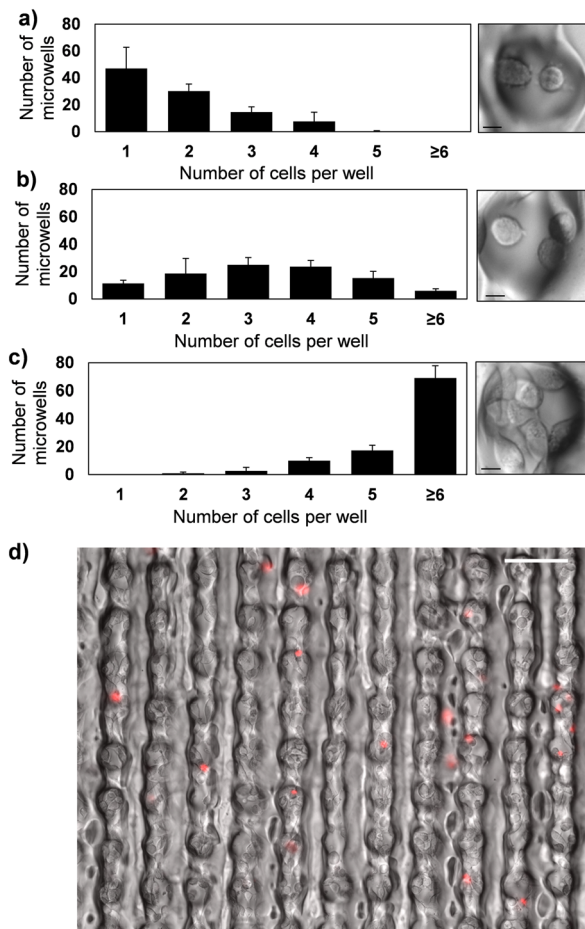 a)
Number of
microwells
80
60
40
20
0
1 2 3 4 5 ≥6
Number of cells per well
b)
Number of
microwells
80
60
40
20
0
1 2 3 4 5 ≥6
Number of cells per well
c)
Number of
microwells
80
60
40
20
0
1 2 3 4 5 ≥6
Number of cells per well
d)